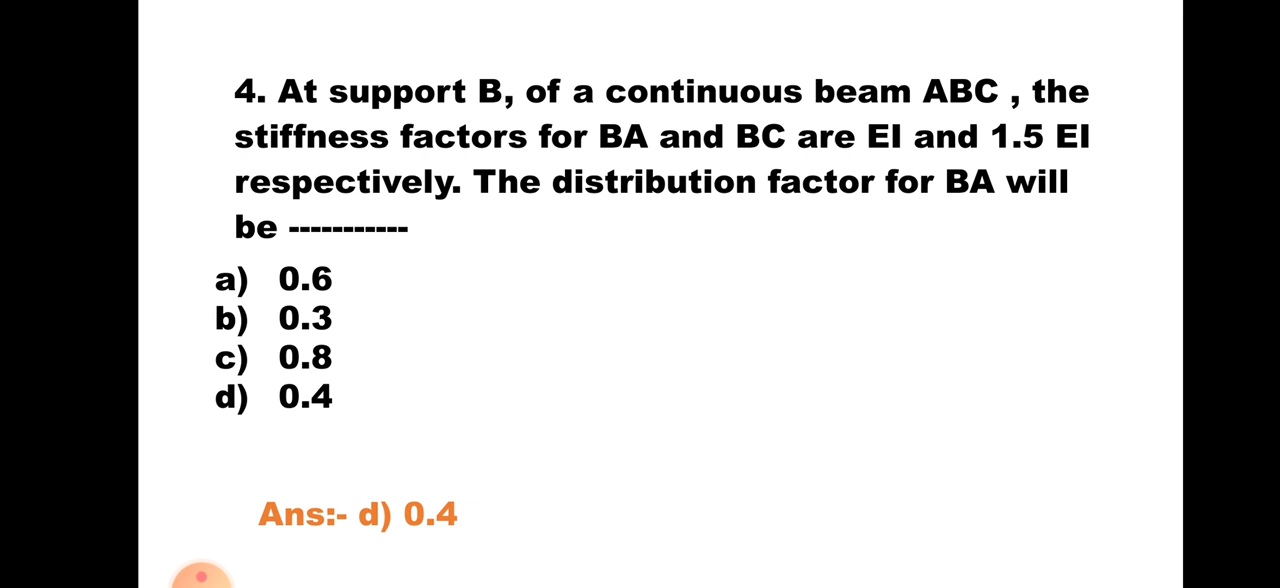 4. At support B, of a continuous beam ABC , the
stiffness factors for BA and BC are EI and 1.5 EI
respectively. The distribution factor for BA will
be -----------
a) 0.6
b) 0.3
c) 0.8
d) 0.4
Ans:- d) 0.4